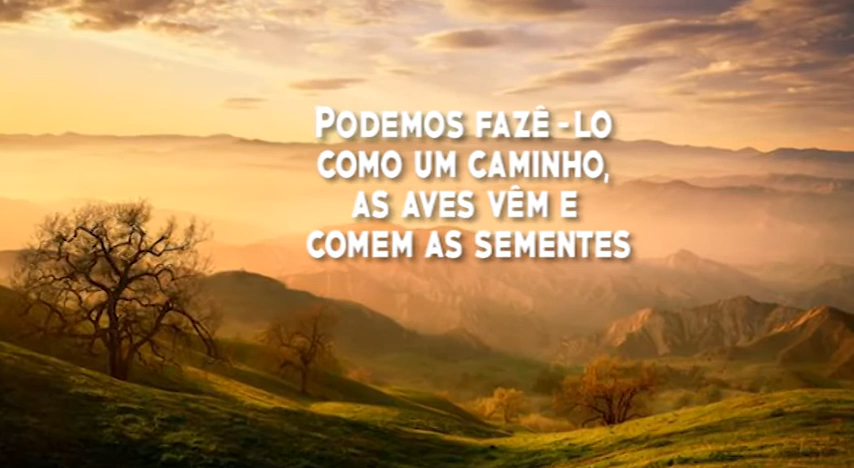 Podemos fazê-lo
como um caminho,
as aves vêm e
comem as sementes